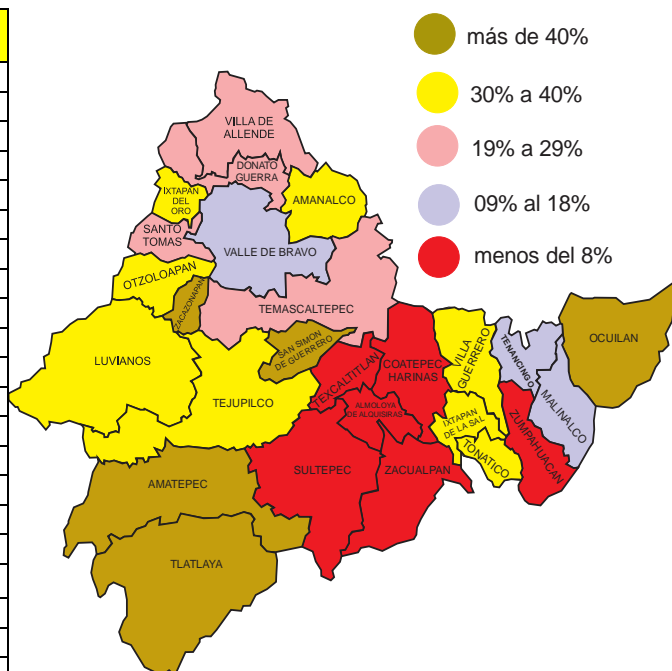 más de 40%
30% a 40%
19% a 29%
09% al 18%
menos del 8%
VILLA DE
ALLENDE
DONATO
GUERRA
IXTAPAN
DEL
ORO
AMANALCO
SANTO
TOMAS
VALLE DE BRAVO
OTZOLOAPAN
ZACAZONAPAN
TEMASCALTEPEC
LUVIANOS
SAN SIMON
DE GUERRERO
TEJUPILCO
TEXCALTITLAN
COATEPEC
HARINAS
VILLA
GUERRERO
TENANCINGO
OCUILAN
MALINALCO
ZUMPAHUACAN
ALMOLOYA
DE ALQUISIRAS
IXTAPAN
DE LA SAL
TONATICO
AMATEPEC
SULTEPEC
ZACUALPAN
TLATLAYA